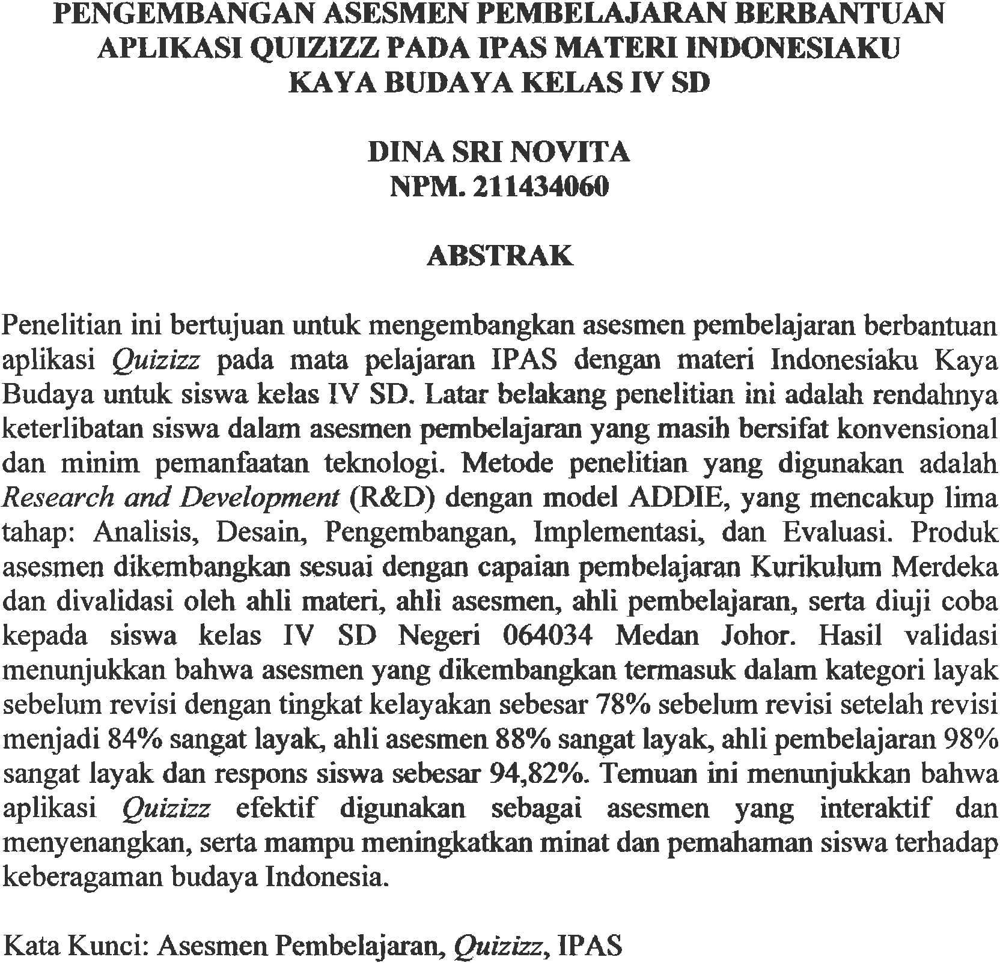 PENGEMBANGAN ASESMEN PEMBELAJARAN BERBANTUAN
APLIKASI QUIZIZZ PADA IPAS MATERI INDONESIAKU
KAYA BUDAYA KELAS IV SD
DINA SRI NOVITA
NPM. 211434060
ABSTRAK
Penelitian ini bertujuan untuk mengembangkan asesmen pembelajaran berbantuan
aplikasi Quizizz pada mata pelajaran IPAS dengan materi Indonesiaku Kaya
Budaya untuk siswa kelas IV SD. Latar belakang penelitian ini adalah rendahnya
keterlibatan siswa dalam asesmen pembelajaran yang masih bersifat konvensional
dan minim pemanfaatan teknologi. Metode penelitian yang digunakan adalah
Research and Development (R&D) dengan model ADDIE, yang mencakup lima
tahap: Analisis, Desain, Pengembangan, Implementasi, dan Evaluasi. Produk
asesmen dikembangkan sesuai dengan capaian pembelajaran Kurikulum Merdeka
dan divalidasi oleh ahli materi, ahli asesmen, ahli pembelajaran, serta diuji coba
kepada siswa kelas IV SD Negeri 064034 Medan Johor. Hasil validasi
menunjukkan bahwa asesmen yang dikembangkan termasuk dalam kategori layak
sebelum revisi dengan tingkat kelayakan sebesar 78% sebelum revisi setelah revisi
menjadi 84% sangat layak, ahli asesmen 88% sangat layak, ahli pembelajaran 98%
sangat layak dan respons siswa sebesar 94,82%. Temuan ini menunjukkan bahwa
aplikasi Quizizz efektif digunakan sebagai asesmen yang interaktif dan
menyenangkan, serta mampu meningkatkan minat dan pemahaman siswa terhadap
keberagaman budaya Indonesia.
Kata Kunci: Asesmen Pembelajaran, Quizizz, IPAS